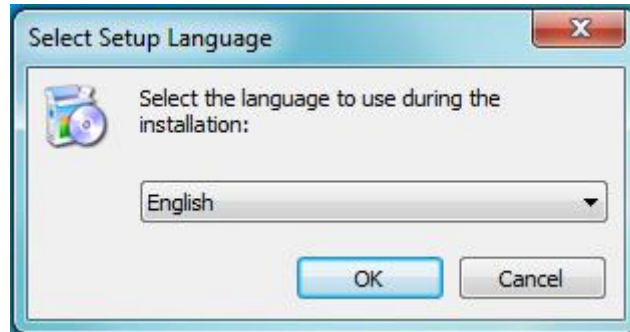 Select Setup Language
Select the language to use during the
installation:
English
OK
Cancel